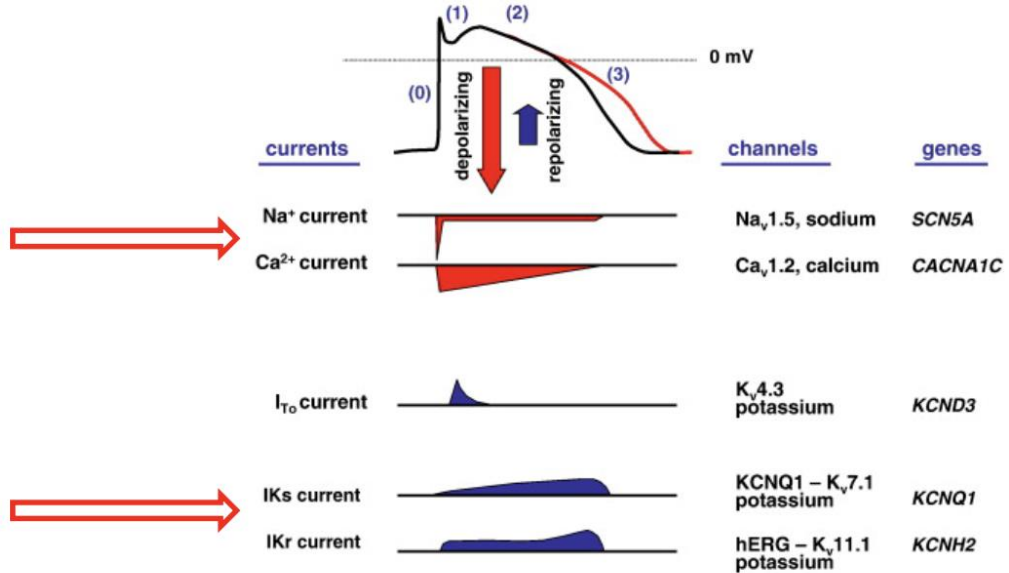 (1)
(2)
0 mV
(3)
(0)
depolarizing
repolarizing
currents
channels
genes
Na⁺ current
Naᵥ1.5, sodium
SCN5A
Ca²⁺ current
Caᵥ1.2, calcium
CACNA1C
I_To current
Kᵥ4.3
potassium
KCND3
IKs current
KCNQ1 – Kᵥ7.1
potassium
KCNQ1
IKr current
hERG – Kᵥ11.1
potassium
KCNH2